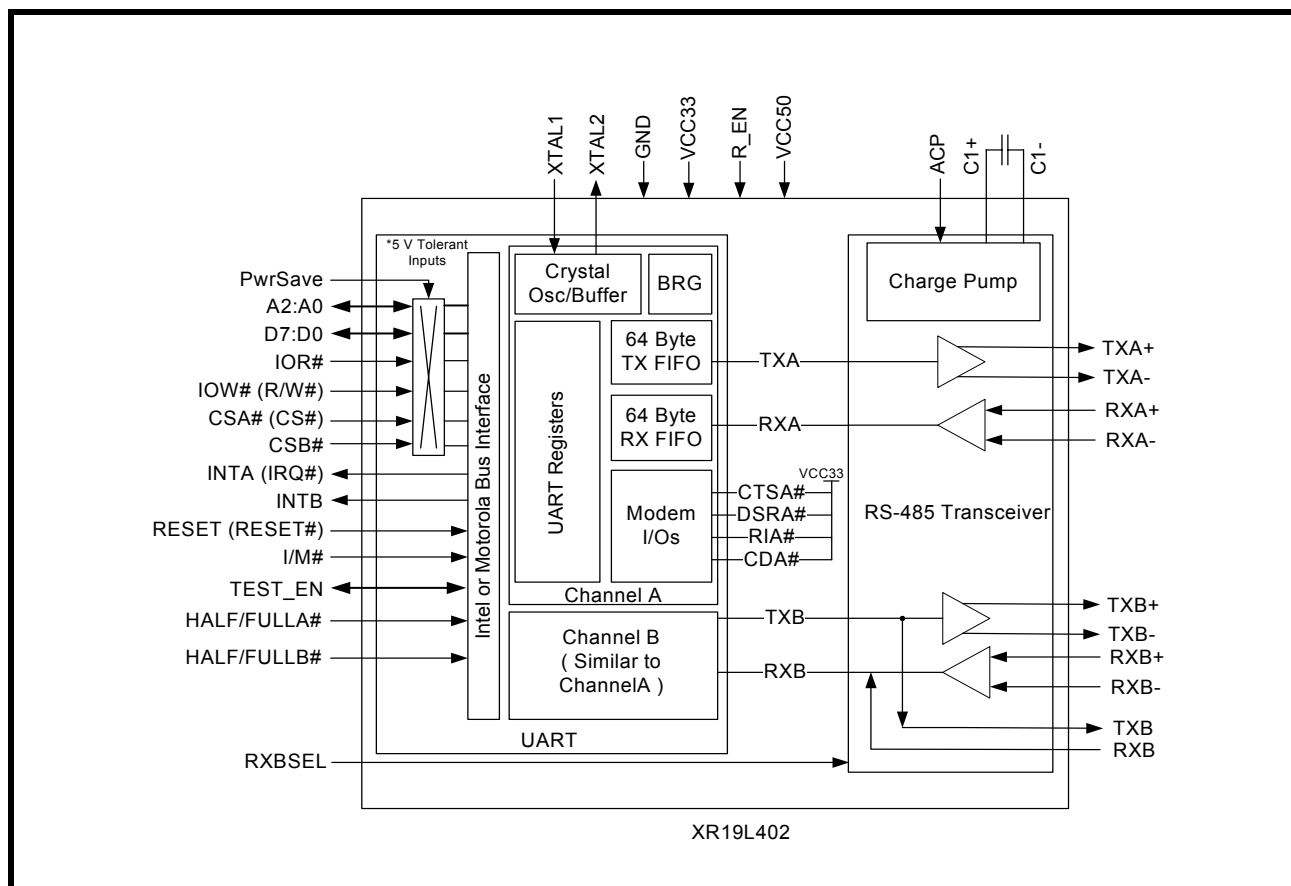 XTAL1
XTAL2
GND
VCC33
R_EN
VCC50
ACP
C1+
C1-
*5 V Tolerant
Inputs
PwrSave
A2:A0
D7:D0
IOR#
IOW# (R/W#)
CSA# (CS#)
CSB#
INTA (IRQ#)
INTB
RESET (RESET#)
I/M#
TEST_EN
HALF/FULLA#
HALF/FULLB#
RXBSEL
Intel or Motorola Bus Interface
Crystal
Osc/Buffer
BRG
UART Registers
64 Byte
TX FIFO
64 Byte
RX FIFO
Modem
I/Os
Channel A
Channel B
( Similar to
ChannelA )
UART
TXA
RXA
VCC33
CTSA#
DSRA#
RIA#
CDA#
TXB
RXB
Charge Pump
RS-485 Transceiver
TXA+
TXA-
RXA+
RXA-
TXB+
TXB-
RXB+
RXB-
TXB
RXB
XR19L402